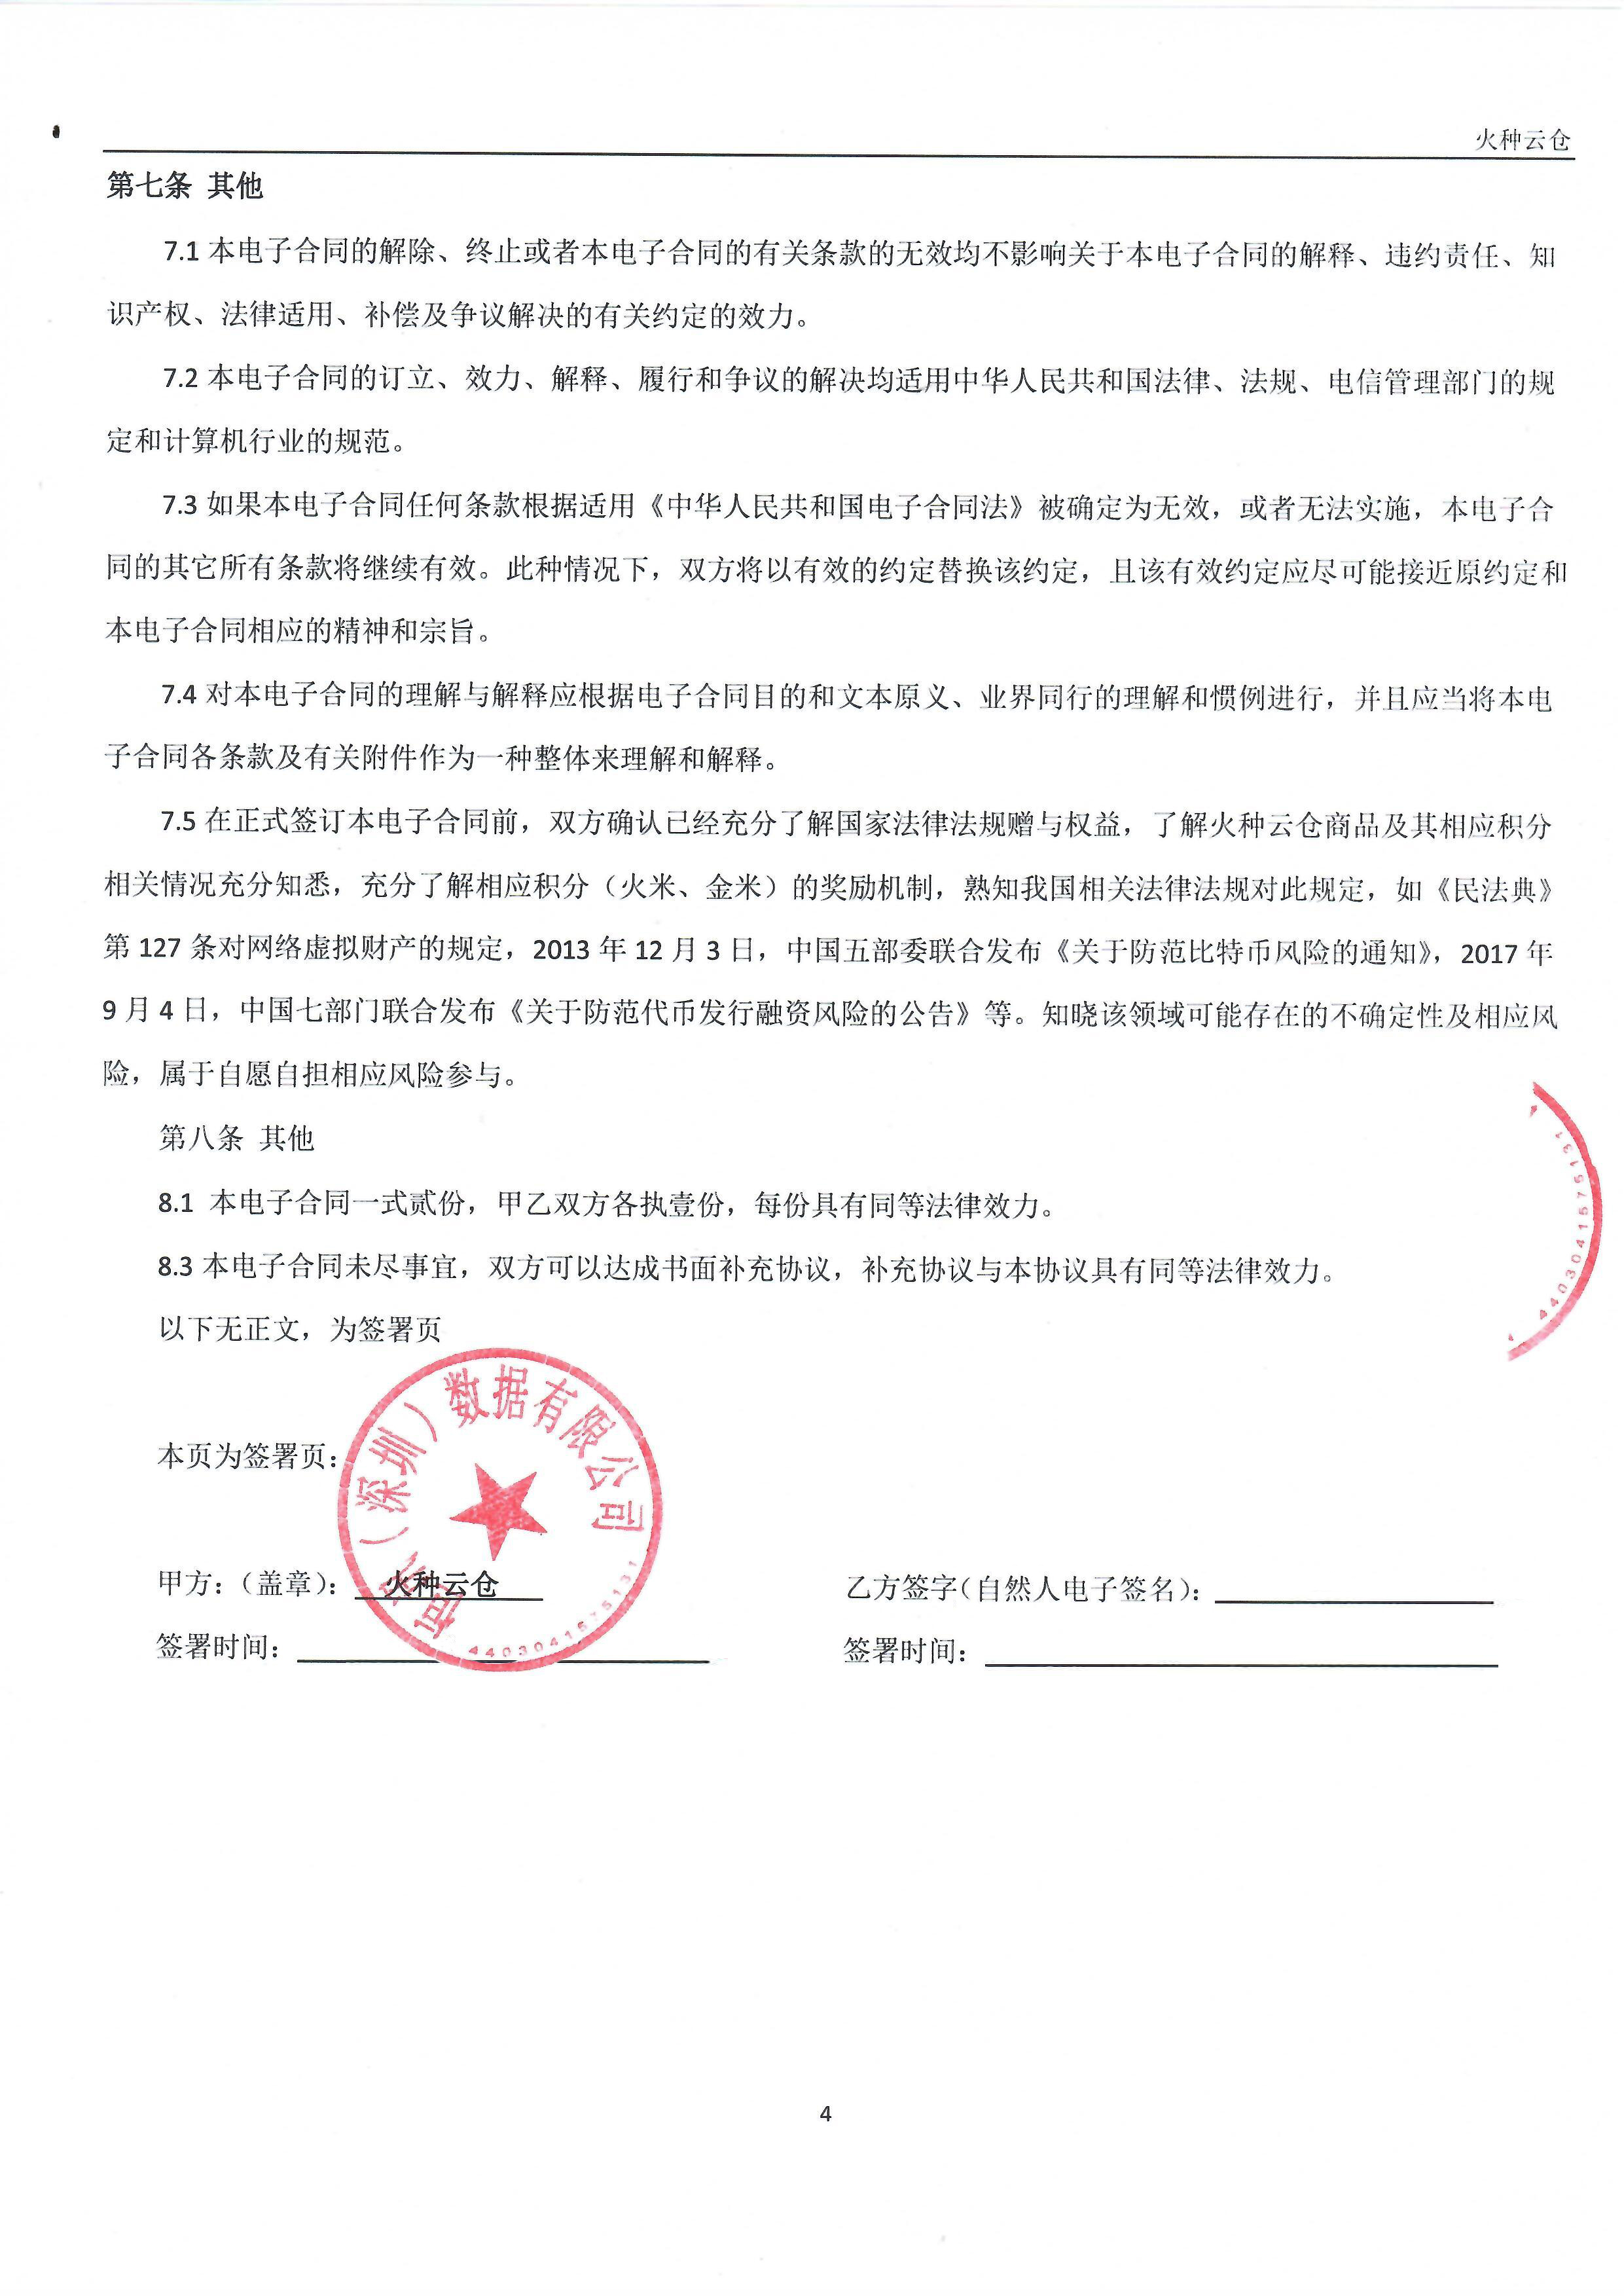 火种云仓
第七条 其他
7.1 本电子合同的解除、终止或者本电子合同的有关条款的无效均不影响关于本电子合同的解释、违约责任、知
识产权、法律适用、补偿及争议解决的有关约定的效力。
7.2 本电子合同的订立、效力、解释、履行和争议的解决均适用中华人民共和国法律、法规、电信管理部门的规
定和计算机行业的规范。
7.3 如果本电子合同任何条款根据适用《中华人民共和国电子合同法》被确定为无效，或者无法实施，本电子合
同的其它所有条款将继续有效。此种情况下，双方将以有效的约定替换该约定，且该有效约定应尽可能接近原约定和
本电子合同相应的精神和宗旨。
7.4 对本电子合同的理解与解释应根据电子合同目的和文本原义、业界同行的理解和惯例进行，并且应当将本电
子合同各条款及有关附件作为一种整体来理解和解释。
7.5 在正式签订本电子合同前，双方确认已经充分了解国家法律法规赠与权益，了解火种云仓商品及其相应积分
相关情况充分知悉，充分了解相应积分（火米、金米）的奖励机制，熟知我国相关法律法规对此规定，如《民法典》
第 127 条对网络虚拟财产的规定，2013 年 12 月 3 日，中国五部委联合发布《关于防范比特币风险的通知》，2017 年
9 月 4 日，中国七部门联合发布《关于防范代币发行融资风险的公告》等。知晓该领域可能存在的不确定性及相应风
险，属于自愿自担相应风险参与。
第八条 其他
8.1 本电子合同一式贰份，甲乙双方各执壹份，每份具有同等法律效力。
8.3 本电子合同未尽事宜，双方可以达成书面补充协议，补充协议与本协议具有同等法律效力。
以下无正文，为签署页
本页为签署页：
（深圳）数据有限公司
4403041575131
4403041575131
甲方：（盖章）： 火种云仓
乙方签字（自然人电子签名）：
签署时间：
签署时间：
4